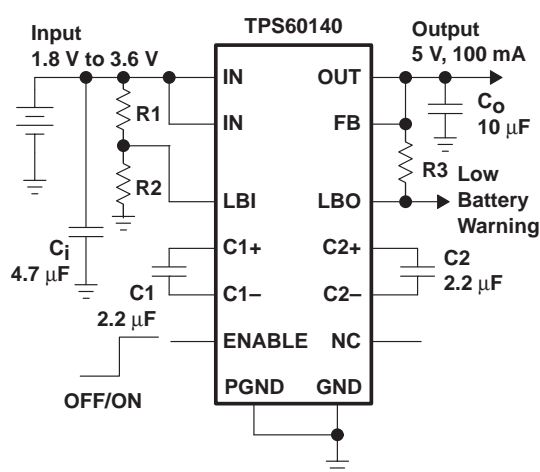 TPS60140
Input
1.8 V to 3.6 V
Output
5 V, 100 mA
IN
OUT
R1
IN
FB
Co
10 μF
R2
R3
LBI
LBO
Low
Battery
Warning
Ci
4.7 μF
C1+
C2+
C1
2.2 μF
C1–
C2–
C2
2.2 μF
ENABLE
NC
OFF/ON
PGND
GND